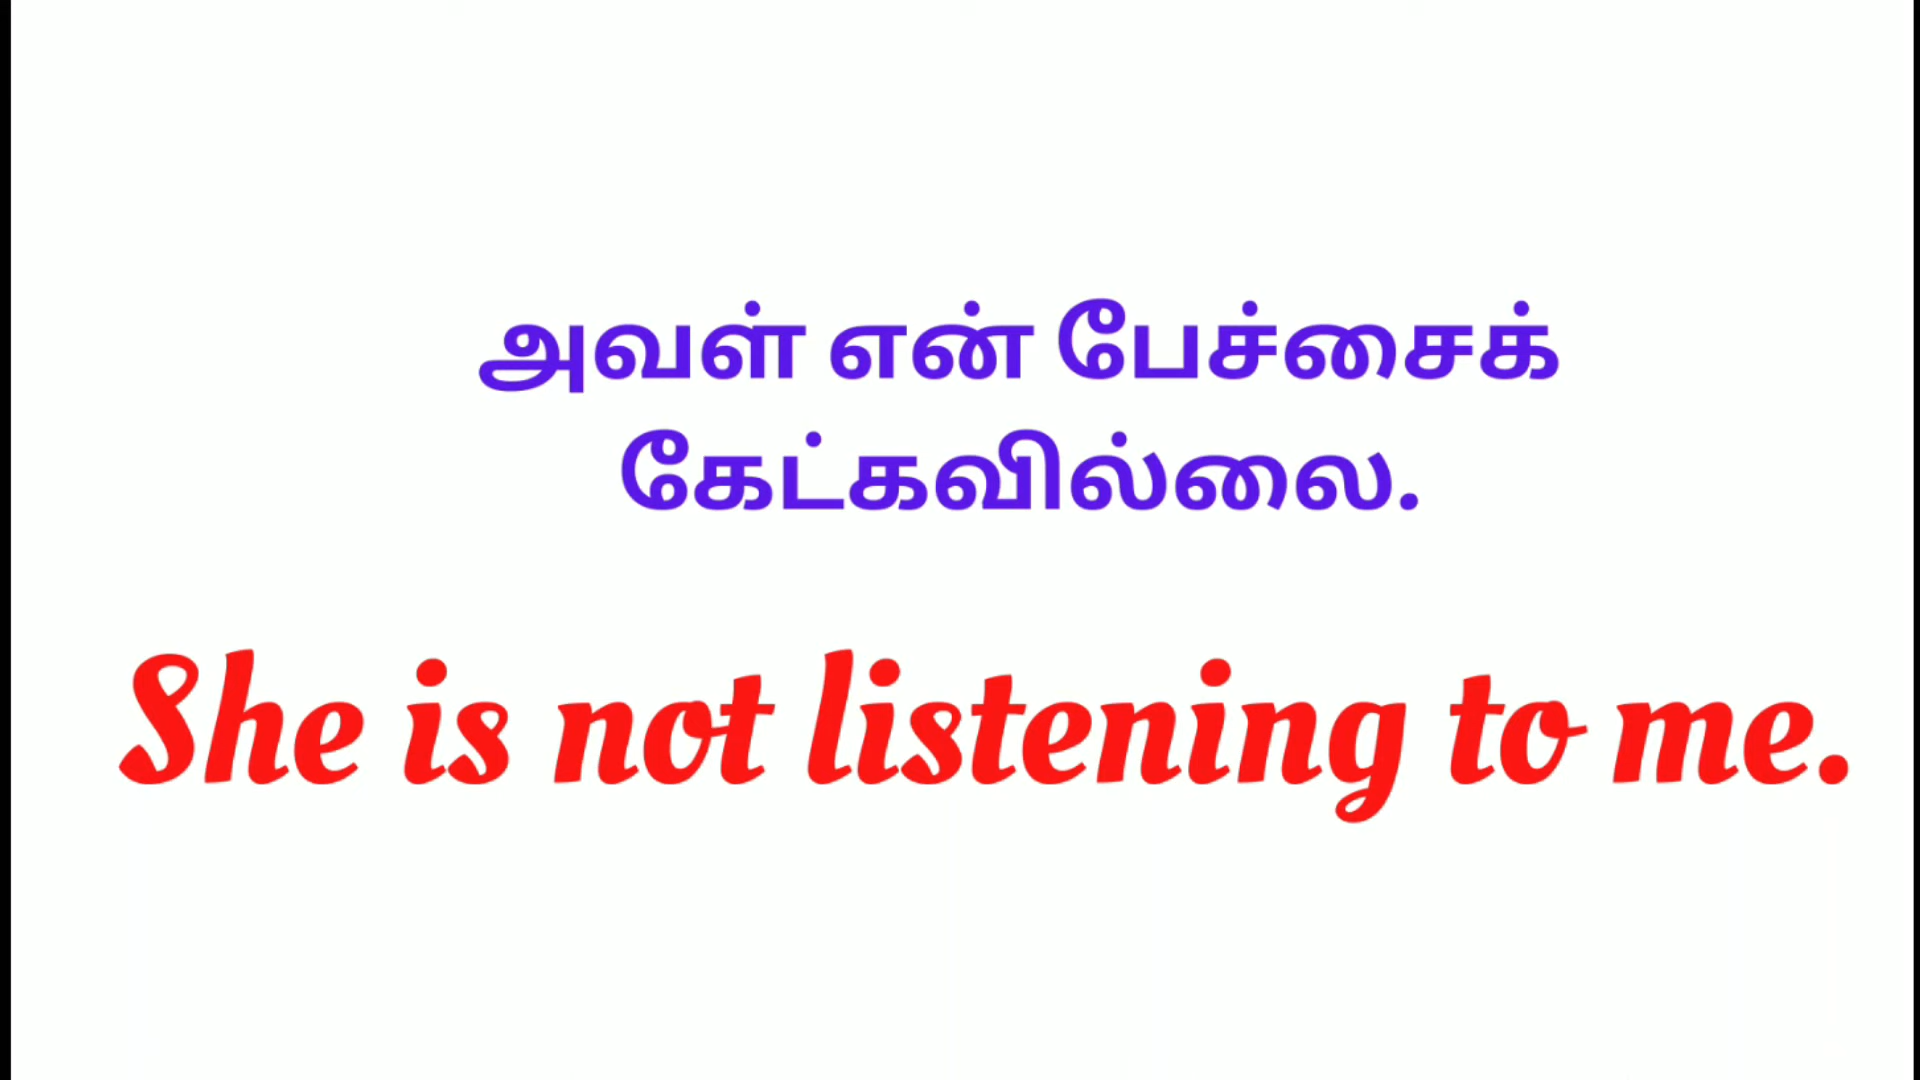 அவள் என் பேச்சைக்
கேட்கவில்லை.
She is not listening to me.